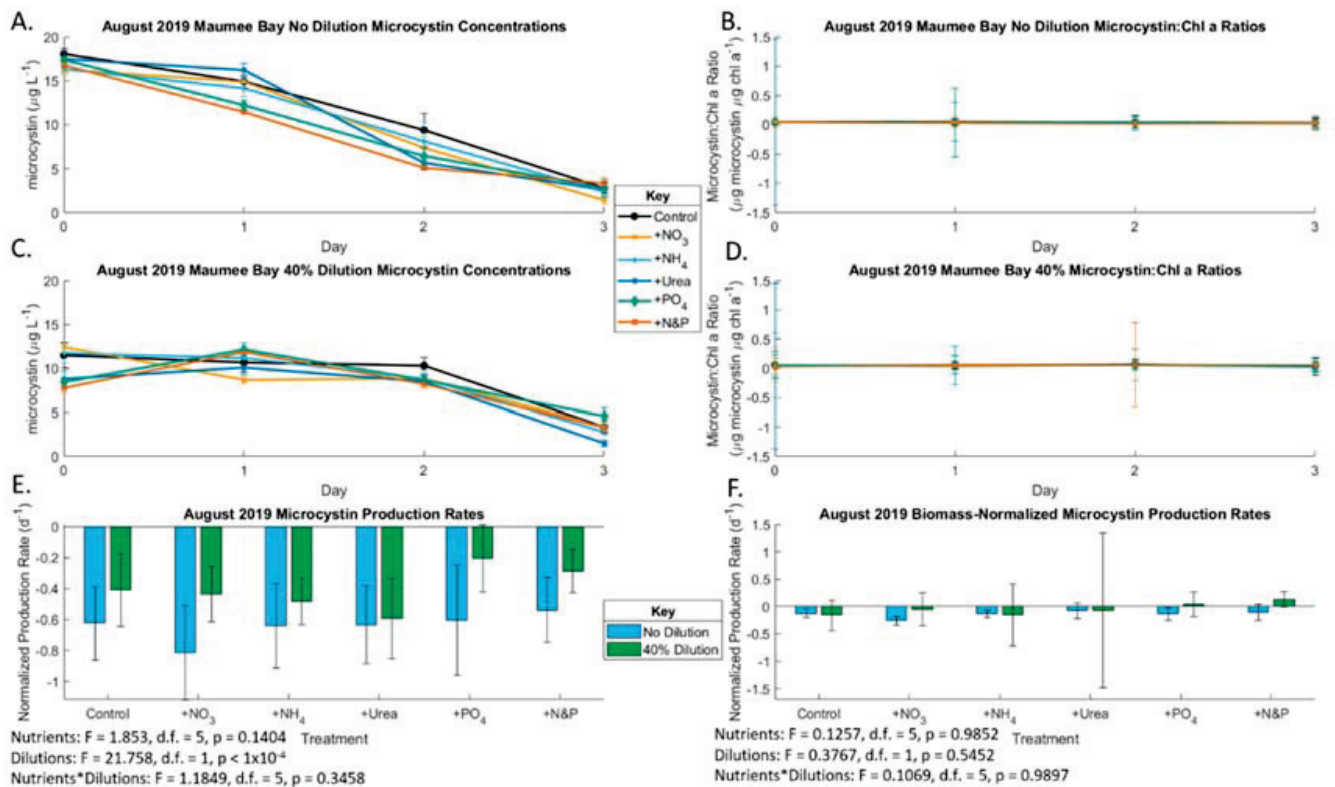 A.
August 2019 Maumee Bay No Dilution Microcystin Concentrations
20
15
10
5
0
microcystin (μg L⁻¹)
0 1 2 3
Day
B.
August 2019 Maumee Bay No Dilution Microcystin:Chl a Ratios
1.5
1
0.5
0
-0.5
-1
-1.5
Microcystin:Chl a Ratio
(μg microcystin μg chl a⁻¹)
0 1 2 3
Day
Key
Control
+NO₃
+NH₄
+Urea
+PO₄
+N&P
C.
August 2019 Maumee Bay 40% Dilution Microcystin Concentrations
20
15
10
5
0
microcystin (μg L⁻¹)
0 1 2 3
Day
D.
August 2019 Maumee Bay 40% Microcystin:Chl a Ratios
1.5
1
0.5
0
-0.5
-1
-1.5
Microcystin:Chl a Ratio
(μg microcystin μg chl a⁻¹)
0 1 2 3
Day
E.
August 2019 Microcystin Production Rates
0
-0.2
-0.4
-0.6
-0.8
-1
Normalized Production Rate (d⁻¹)
Control +NO₃ +NH₄ +Urea +PO₄ +N&P
Treatment
Nutrients: F = 1.853, d.f. = 5, p = 0.1404
Dilutions: F = 21.758, d.f. = 1, p < 1x10⁻⁴
Nutrients*Dilutions: F = 1.1849, d.f. = 5, p = 0.3458
Key
No Dilution
40% Dilution
F.
August 2019 Biomass-Normalized Microcystin Production Rates
1.5
1
0.5
0
-0.5
-1
-1.5
Normalized Production Rate (d⁻¹)
Control +NO₃ +NH₄ +Urea +PO₄ +N&P
Treatment
Nutrients: F = 0.1257, d.f. = 5, p = 0.9852
Dilutions: F = 0.3767, d.f. = 1, p = 0.5452
Nutrients*Dilutions: F = 0.1069, d.f. = 5, p = 0.9897